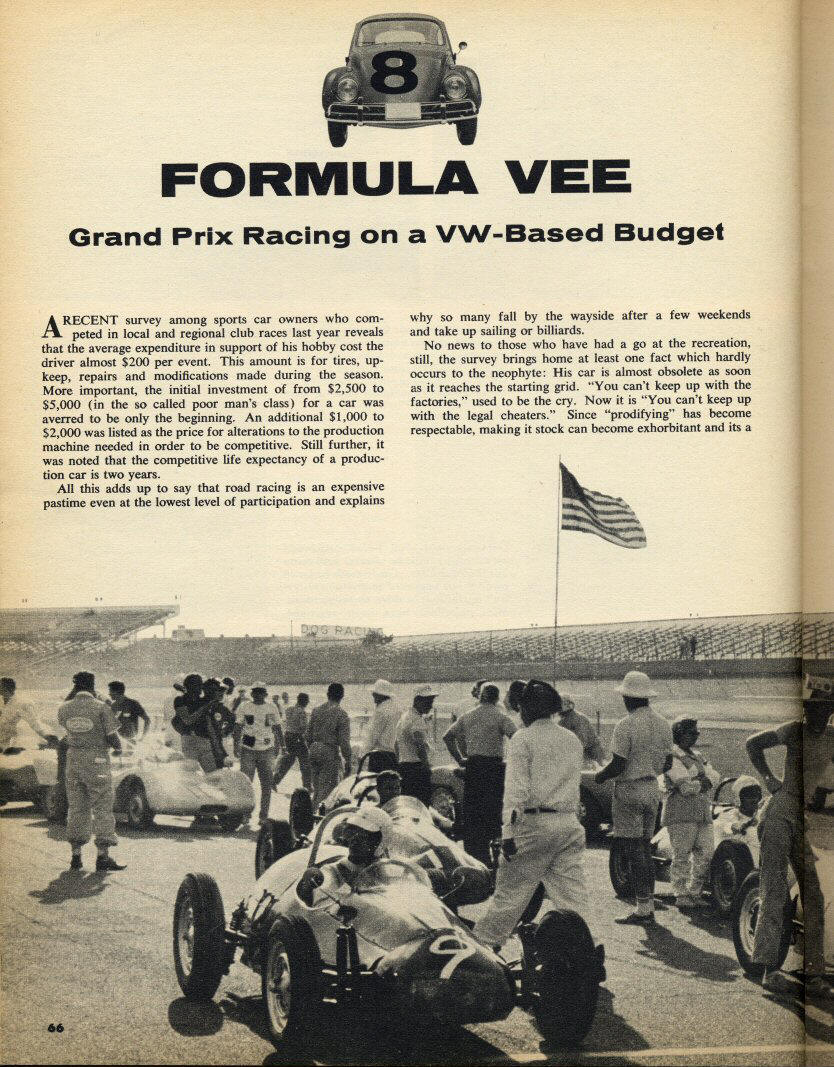 8
FORMULA VEE
Grand Prix Racing on a VW-Based Budget
A RECENT survey among sports car owners who com-
peted in local and regional club races last year reveals
that the average expenditure in support of his hobby cost the
driver almost $200 per event. This amount is for tires, up-
keep, repairs and modifications made during the season.
More important, the initial investment of from $2,500 to
$5,000 (in the so called poor man's class) for a car was
averred to be only the beginning. An additional $1,000 to
$2,000 was listed as the price for alterations to the production
machine needed in order to be competitive. Still further, it
was noted that the competitive life expectancy of a produc-
tion car is two years.
All this adds up to say that road racing is an expensive
pastime even at the lowest level of participation and explains
why so many fall by the wayside after a few weekends
and take up sailing or billiards.
No news to those who have had a go at the recreation,
still, the survey brings home at least one fact which hardly
occurs to the neophyte: His car is almost obsolete as soon
as it reaches the starting grid. “You can't keep up with the
factories,” used to be the cry. Now it is “You can't keep up
with the legal cheaters.” Since “prodifying” has become
respectable, making it stock can become exhorbitant and its a
DOG RACING
9
66